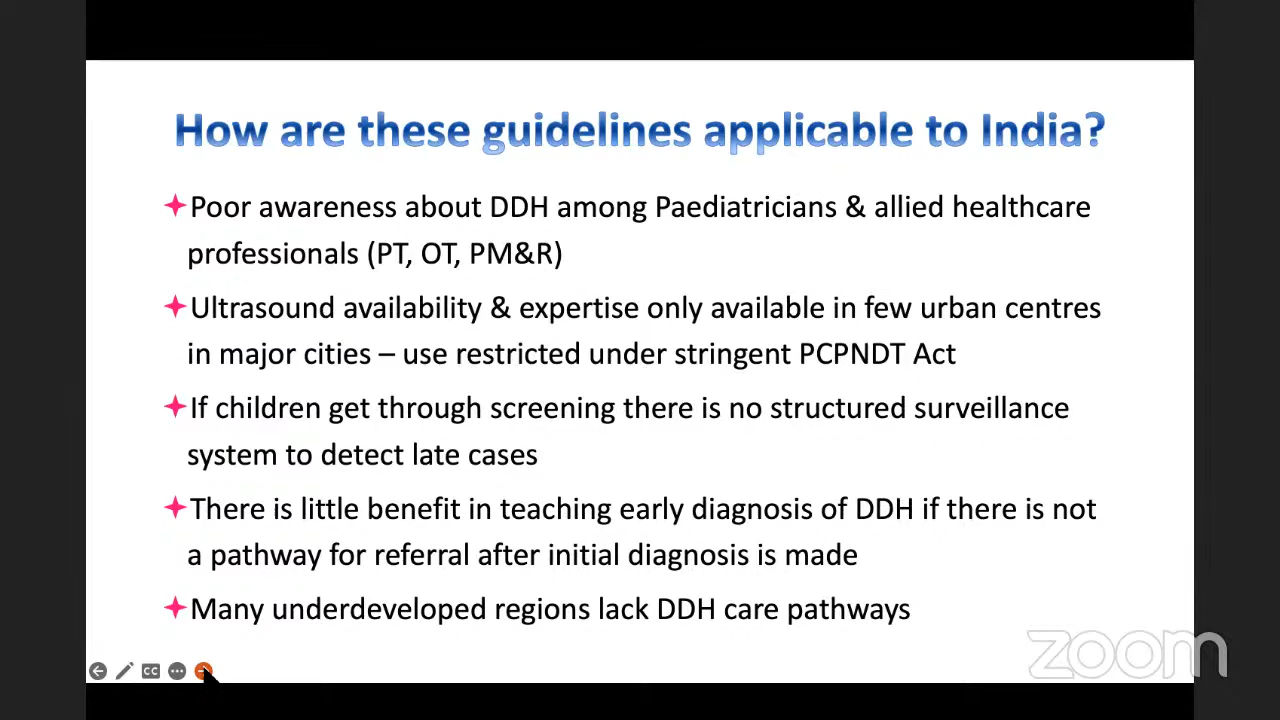 How are these guidelines applicable to India?
Poor awareness about DDH among Paediatricians & allied healthcare
professionals (PT, OT, PM&R)
Ultrasound availability & expertise only available in few urban centres
in major cities – use restricted under stringent PCPNDT Act
If children get through screening there is no structured surveillance
system to detect late cases
There is little benefit in teaching early diagnosis of DDH if there is not
a pathway for referral after initial diagnosis is made
Many underdeveloped regions lack DDH care pathways
CC
zoom